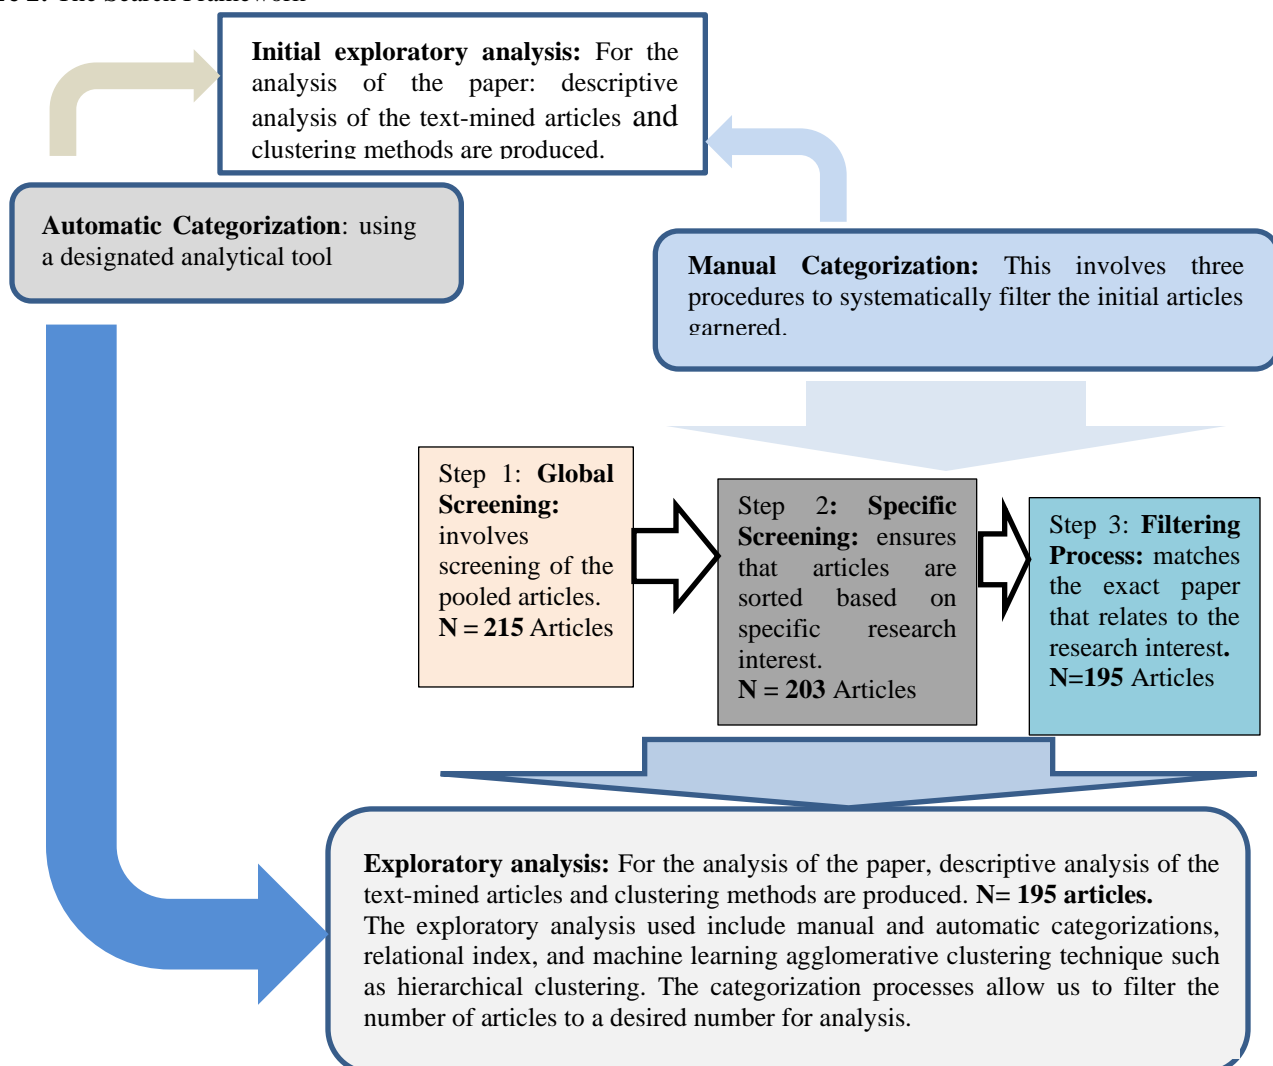 2: The Search Framework
Initial exploratory analysis: For the
analysis of the paper: descriptive
analysis of the text-mined articles and
clustering methods are produced.
Automatic Categorization: using
a designated analytical tool
Manual Categorization: This involves three
procedures to systematically filter the initial articles
garnered.
Step 1: Global
Screening:
involves
screening of the
pooled articles.
N = 215 Articles
Step 2: Specific
Screening: ensures
that articles are
sorted based on
specific research
interest.
N = 203 Articles
Step 3: Filtering
Process: matches
the exact paper
that relates to the
research interest.
N=195 Articles
Exploratory analysis: For the analysis of the paper, descriptive analysis of the
text-mined articles and clustering methods are produced. N= 195 articles.
The exploratory analysis used include manual and automatic categorizations,
relational index, and machine learning agglomerative clustering technique such
as hierarchical clustering. The categorization processes allow us to filter the
number of articles to a desired number for analysis.